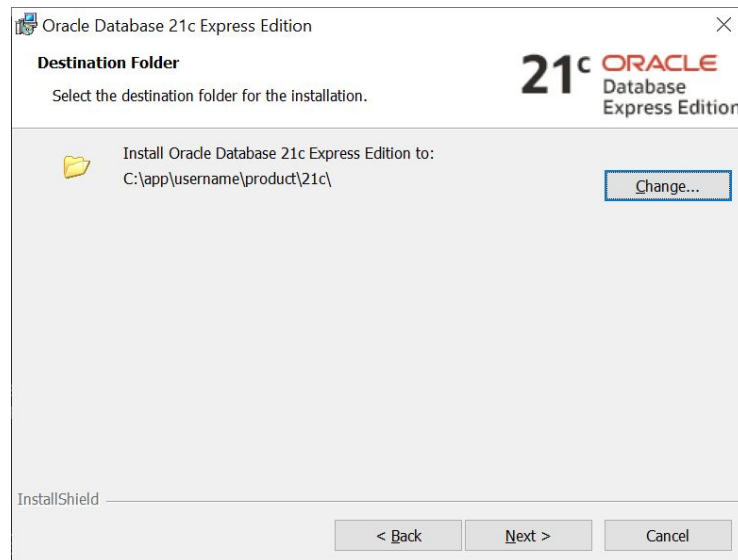 Oracle Database 21c Express Edition
Destination Folder
Select the destination folder for the installation.
21c ORACLE
Database
Express Edition
Install Oracle Database 21c Express Edition to:
C:\app\username\product\21c\
Change...
InstallShield
< Back
Next >
Cancel